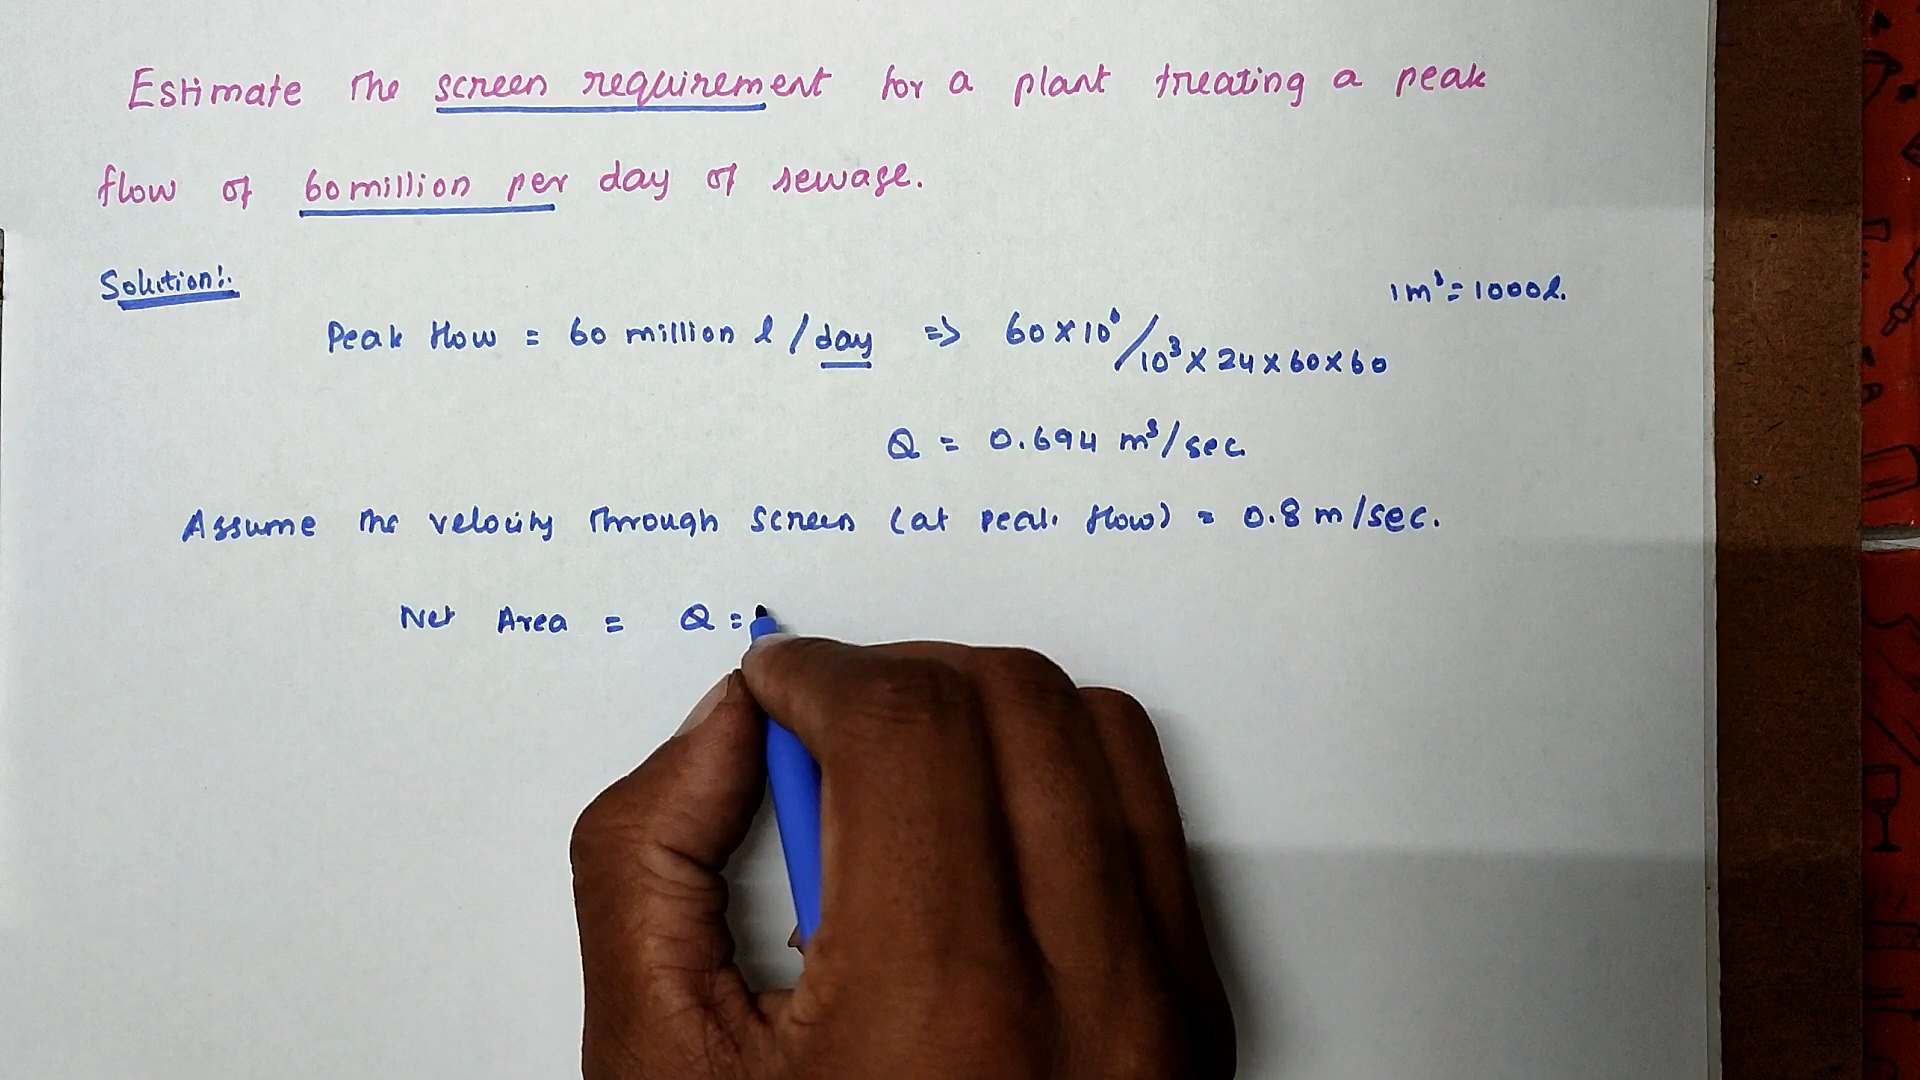 Estimate the screen requirement for a plant treating a peak
flow of 60 million per day of sewage.
Solution:.
1m³ = 1000l.
Peak flow = 60 million l / day => 60 x 10⁶ / 10³ x 24 x 60 x 60
Q = 0.694 m³/sec.
Assume the velocity through screen (at peak flow) = 0.8 m/sec.
Net Area = Q =